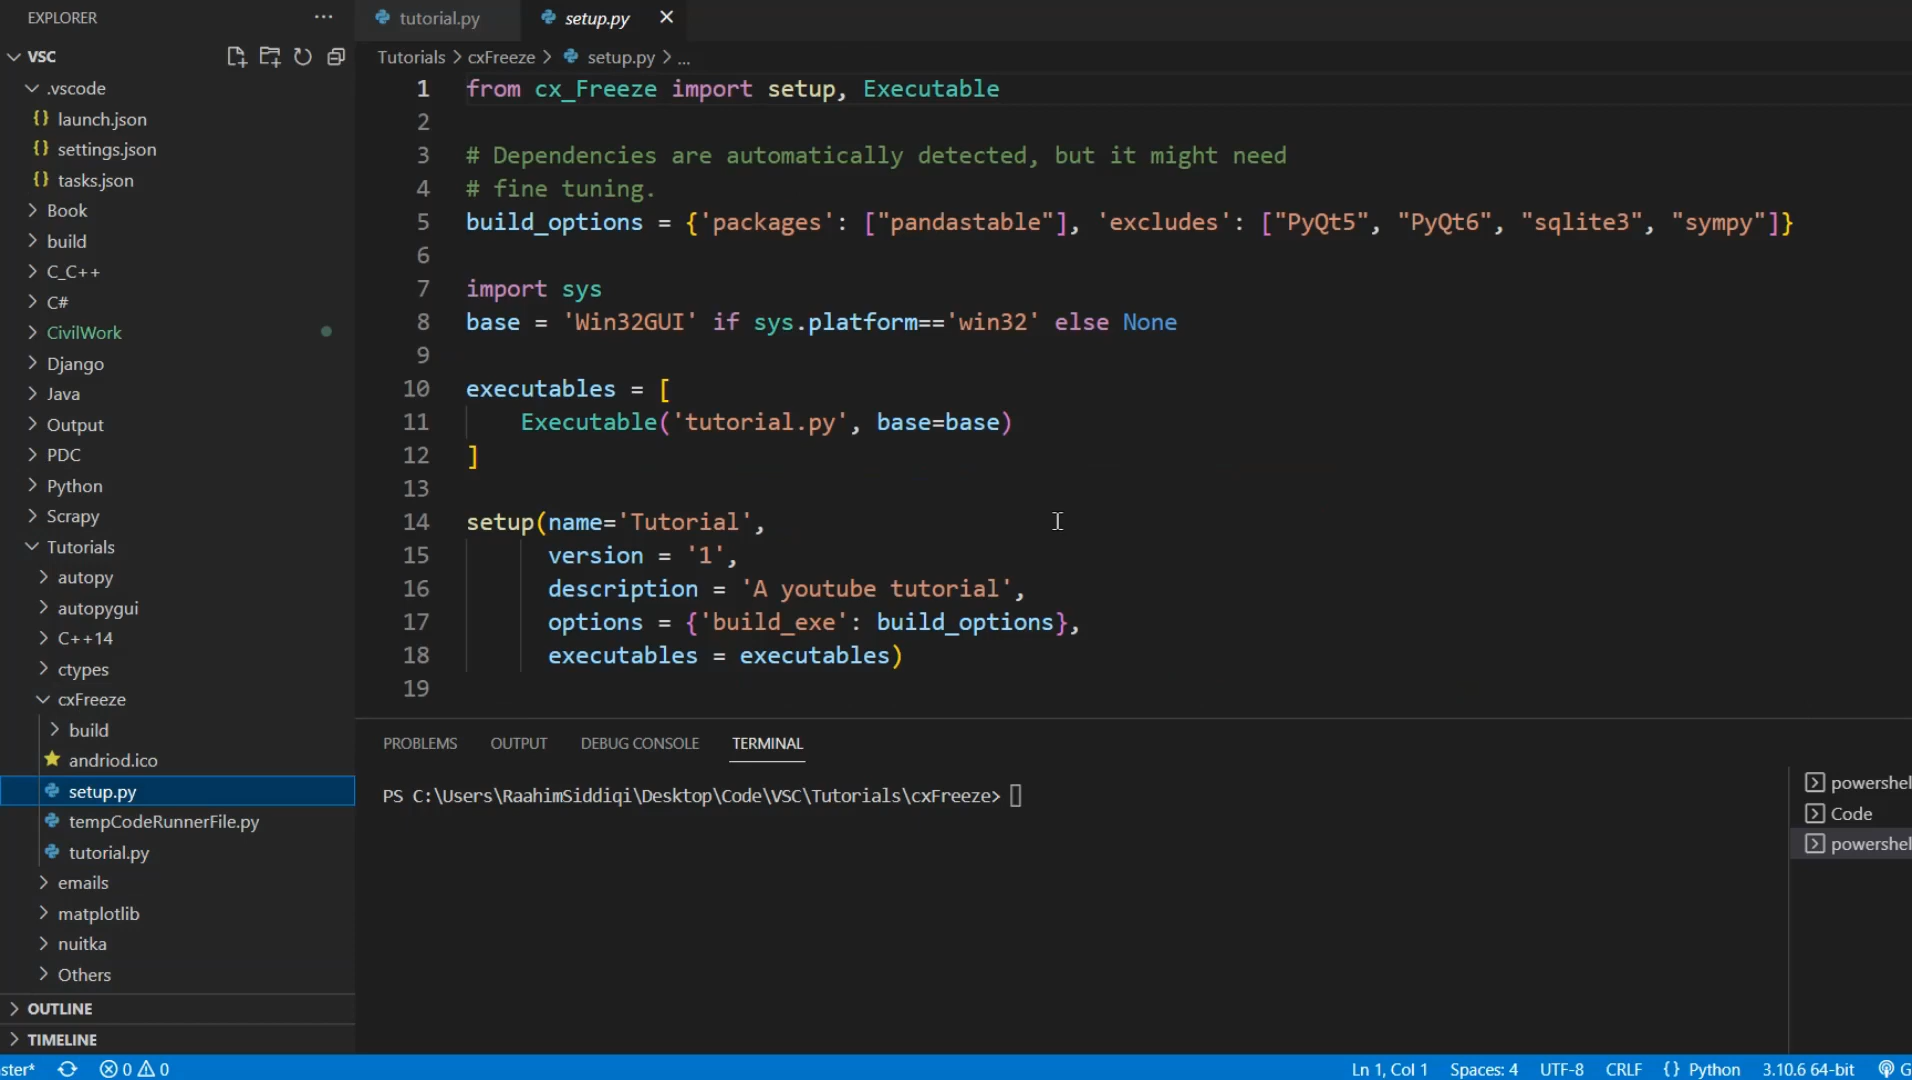 EXPLORER
VSC
.vscode
launch.json
settings.json
tasks.json
Book
build
C_C++
C#
CivilWork
Django
Java
Output
PDC
Python
Scrapy
Tutorials
autopy
autopygui
C++14
ctypes
cxFreeze
build
andriod.ico
setup.py
tempCodeRunnerFile.py
tutorial.py
emails
matplotlib
nuitka
Others
OUTLINE
TIMELINE
tutorial.py
setup.py
Tutorials > cxFreeze > setup.py > ...
1 from cx_Freeze import setup, Executable
2
3 # Dependencies are automatically detected, but it might need
4 # fine tuning.
5 build_options = {'packages': ["pandastable"], 'excludes': ["PyQt5", "PyQt6", "sqlite3", "sympy"]}
6
7 import sys
8 base = 'Win32GUI' if sys.platform=='win32' else None
9
10 executables = [
11 Executable('tutorial.py', base=base)
12 ]
13
14 setup(name='Tutorial',
15 version = '1',
16 description = 'A youtube tutorial',
17 options = {'build_exe': build_options},
18 executables = executables)
19
PROBLEMS OUTPUT DEBUG CONSOLE TERMINAL
PS C:\Users\RaahimSiddiqi\Desktop\Code\VSC\Tutorials\cxFreeze>
powershel
Code
powershel
ster* 0 0 Ln 1, Col 1 Spaces: 4 UTF-8 CRLF {} Python 3.10.6 64-bit G